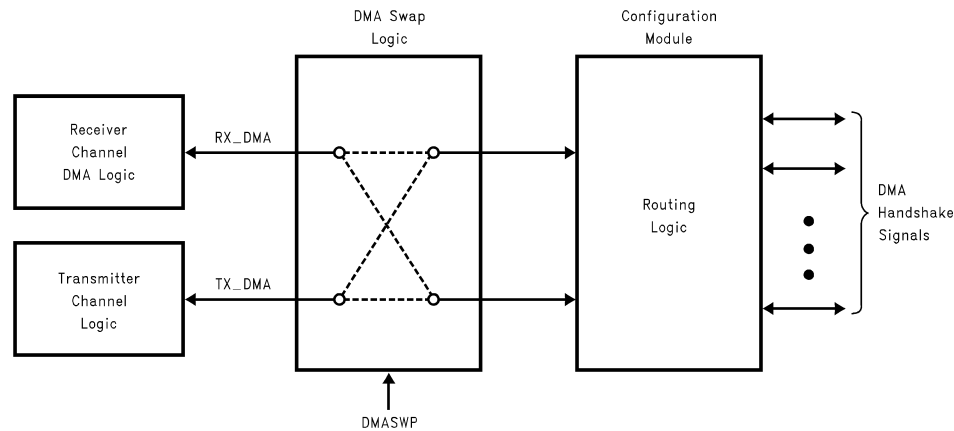 DMA Swap
Logic
Configuration
Module
Receiver
Channel
DMA Logic
RX_DMA
Transmitter
Channel
Logic
TX_DMA
Routing
Logic
DMA
Handshake
Signals
DMASWP